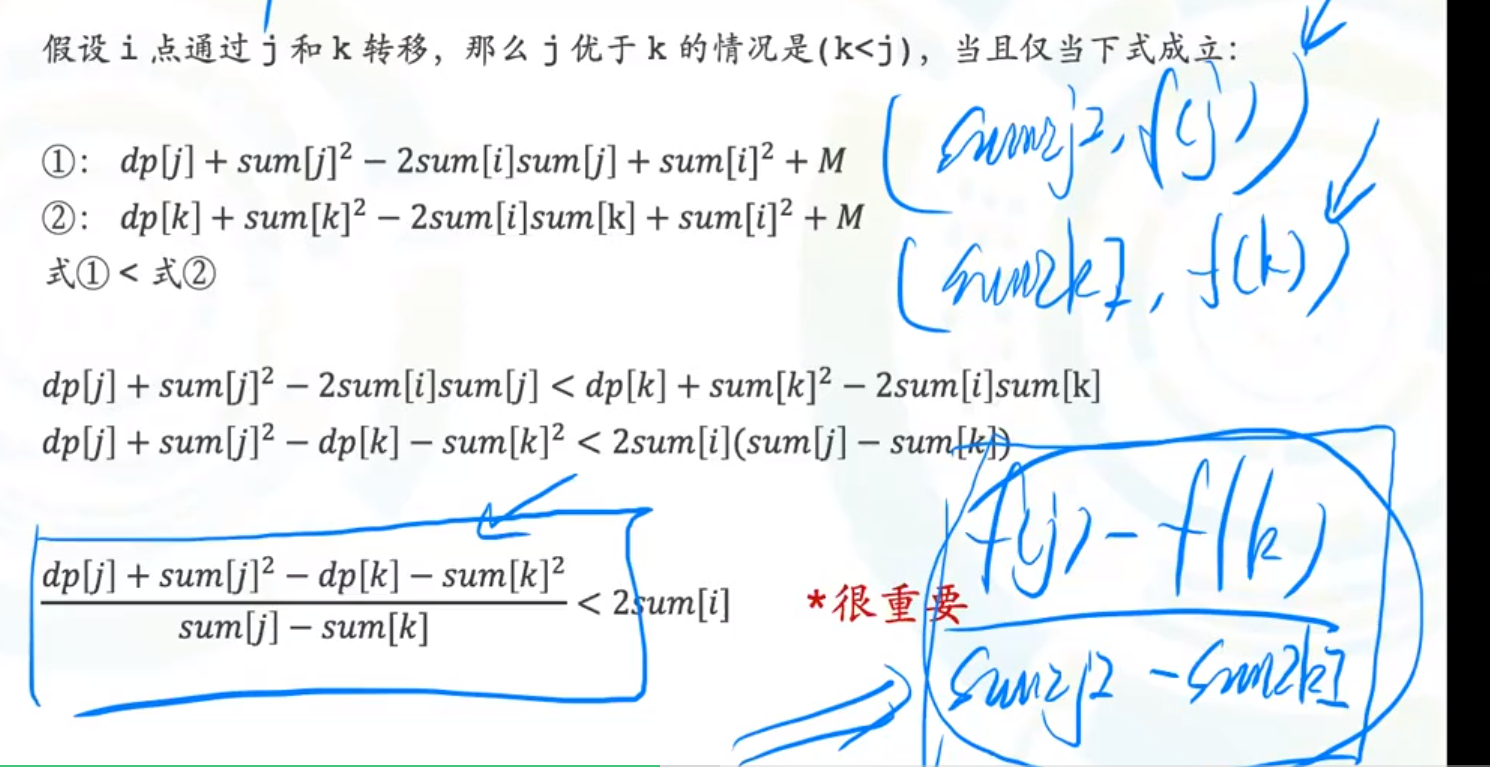 假设 i 点通过 j 和 k 转移，那么 j 优于 k 的情况是(k<j)，当且仅当下式成立：
(sum[j], f(j))
①： dp[j] + sum[j]² − 2sum[i]sum[j] + sum[i]² + M
②： dp[k] + sum[k]² − 2sum[i]sum[k] + sum[i]² + M
(sum[k], f(k))
式① < 式②
dp[j] + sum[j]² − 2sum[i]sum[j] < dp[k] + sum[k]² − 2sum[i]sum[k]
dp[j] + sum[j]² − dp[k] − sum[k]² < 2sum[i](sum[j] − sum[k])
dp[j] + sum[j]² − dp[k] − sum[k]²
sum[j] − sum[k]
< 2sum[i]
*很重要
f(j) − f(k)
sum[j] − sum[k]